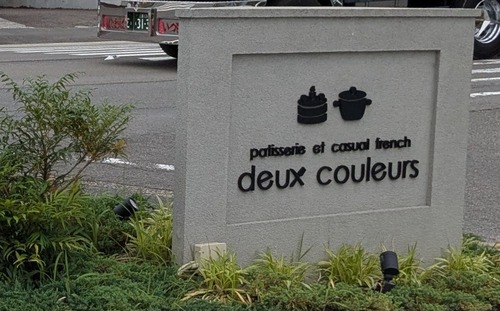 patisserie et casual french
deux couleurs